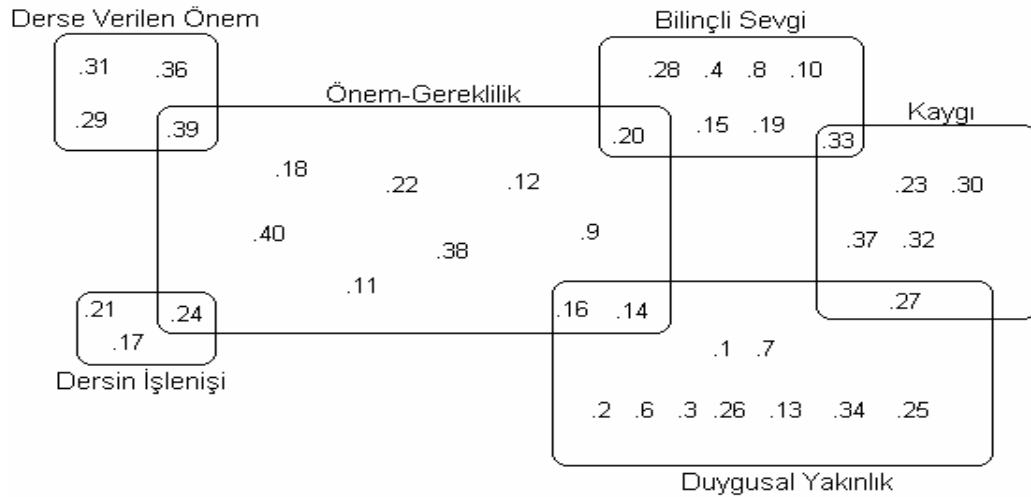 Derse Verilen Önem
Bilinçli Sevgi
.31 .36
.28 .4 .8 .10
Önem-Gereklilik
Kaygı
.29 .39
.20 .15 .19 .33
.18 .22 .12
.23 .30
.40 .38 .9
.37 .32
.11
.21 .24
.16 .14
.27
.17
.1 .7
Dersin İşlenişi
.2 .6 .3 .26 .13 .34 .25
Duygusal Yakınlık